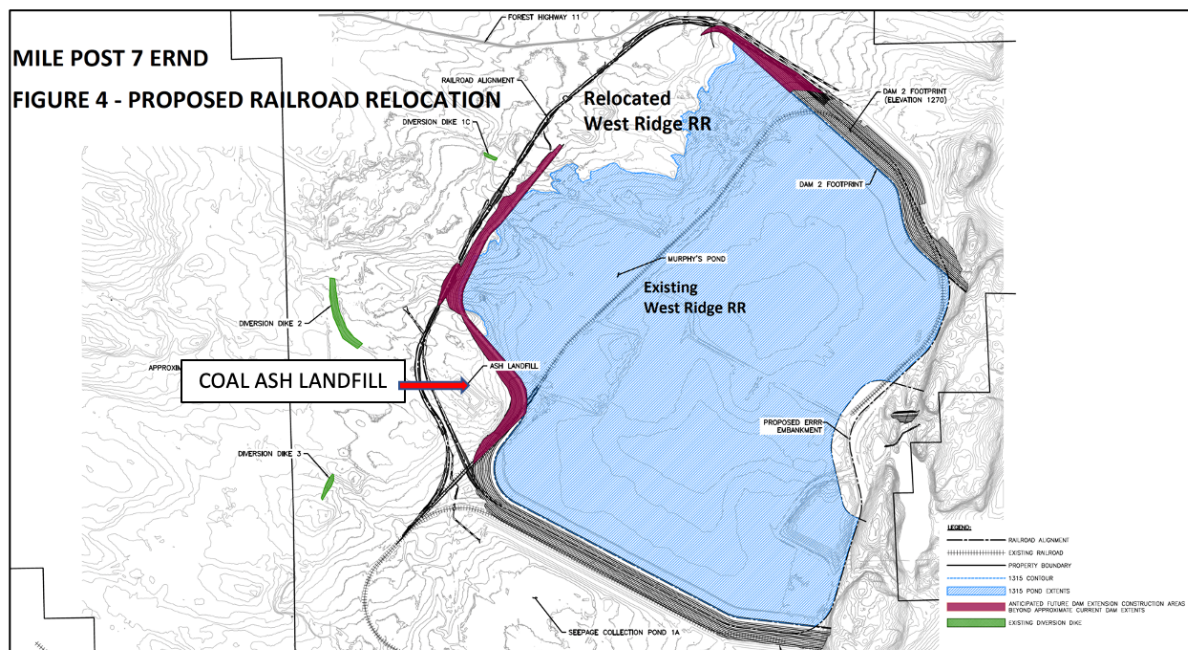 FOREST HIGHWAY 11
MILE POST 7 ERND
FIGURE 4 - PROPOSED RAILROAD RELOCATION
RAILROAD ALIGNMENT
Relocated
West Ridge RR
DAM 2 FOOTPRINT
(ELEVATION 1270)
DIVERSION DIKE 1C
DAM 2 FOOTPRINT
MURPHY'S POND
Existing
West Ridge RR
DIVERSION DIKE 2
ASH LANDFILL
COAL ASH LANDFILL
PROPOSED ERRR
EMBANKMENT
DIVERSION DIKE 3
SEEPAGE COLLECTION POND 1A
LEGEND:
RAILROAD ALIGNMENT
EXISTING RAILROAD
PROPERTY BOUNDARY
1315 CONTOUR
1315 POND EXTENTS
ANTICIPATED FUTURE DAM EXTENSION CONSTRUCTION AREAS
BEYOND APPROXIMATE CURRENT DAM EXTENTS
EXISTING DIVERSION DIKE